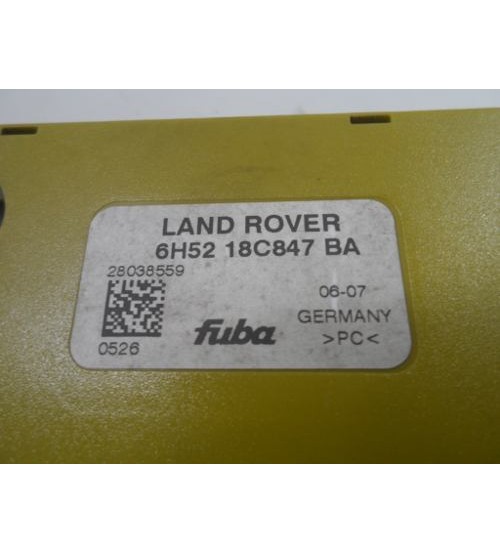 LAND ROVER
6H52 18C847 BA
28038559
06-07
fuba
GERMANY
0526
>PC<